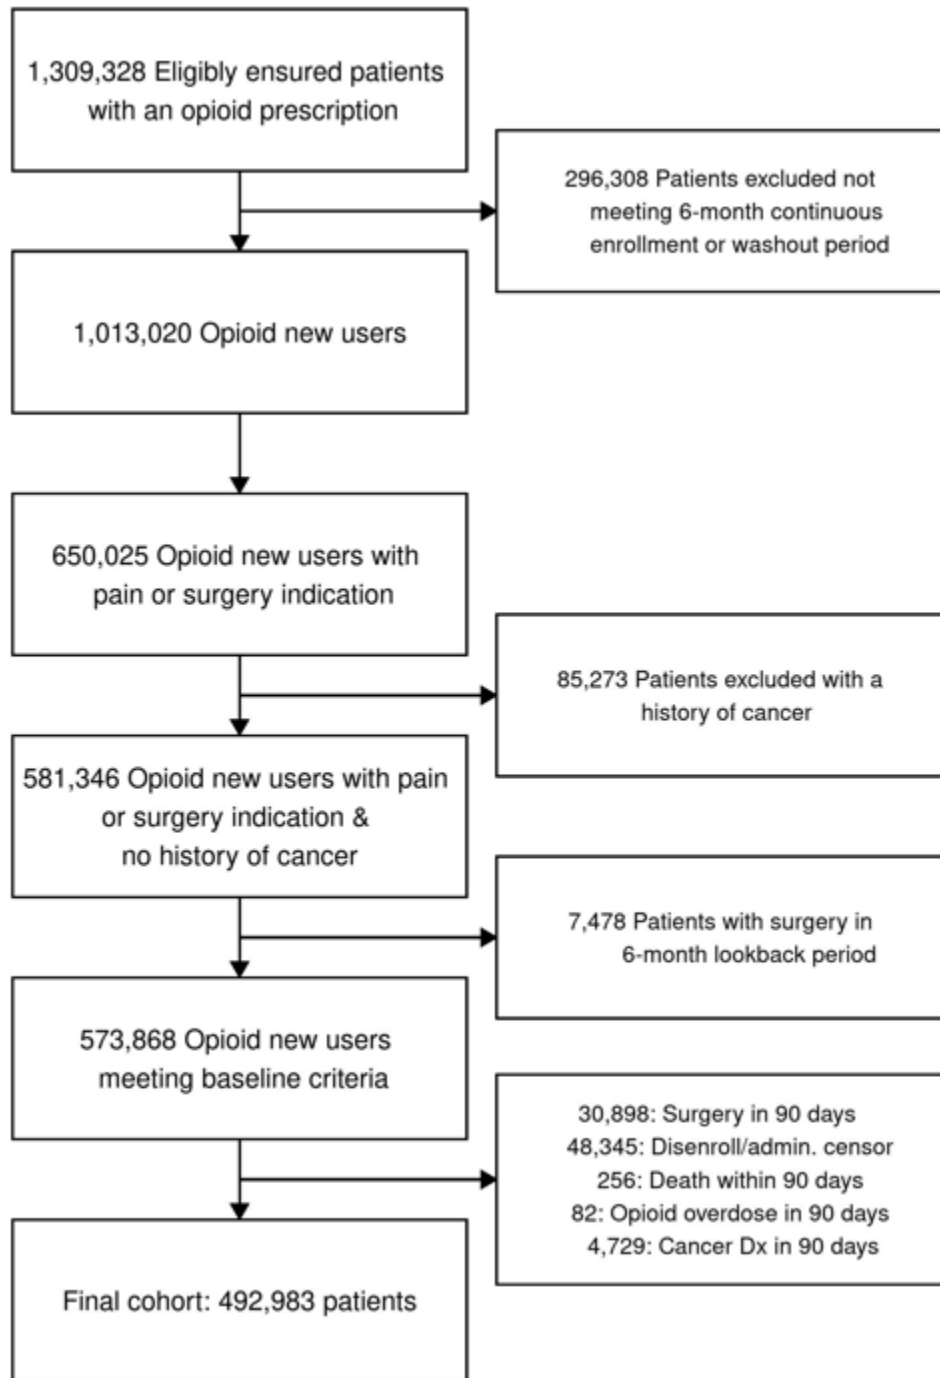 1,309,328 Eligibly ensured patients
with an opioid prescription
296,308 Patients excluded not
meeting 6-month continuous
enrollment or washout period
1,013,020 Opioid new users
650,025 Opioid new users with
pain or surgery indication
85,273 Patients excluded with a
history of cancer
581,346 Opioid new users with pain
or surgery indication &
no history of cancer
7,478 Patients with surgery in
6-month lookback period
573,868 Opioid new users
meeting baseline criteria
30,898: Surgery in 90 days
48,345: Disenroll/admin. censor
256: Death within 90 days
82: Opioid overdose in 90 days
4,729: Cancer Dx in 90 days
Final cohort: 492,983 patients